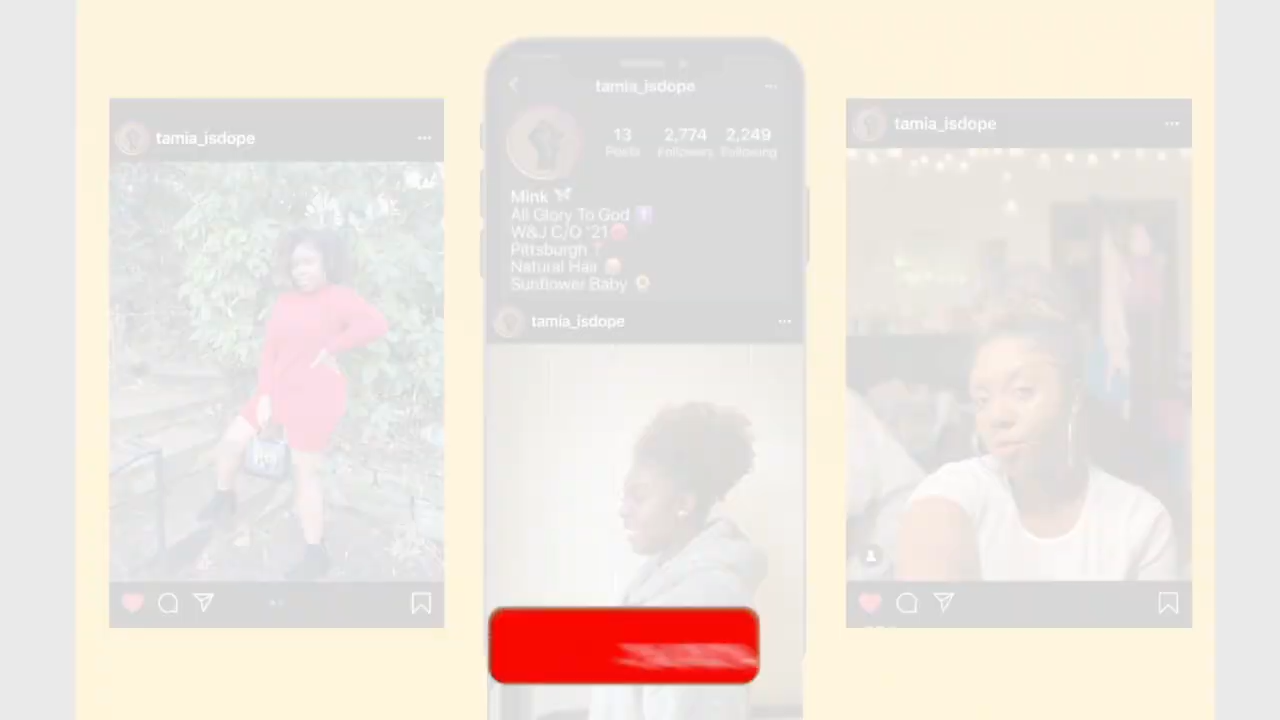 tamia_isdope
tamia_isdope
13 2,774 2,249
Posts Followers Following
Mink
All Glory To God
W&J C/O '21
Pittsburgh
Natural Hair
Sunflower Baby
tamia_isdope
tamia_isdope